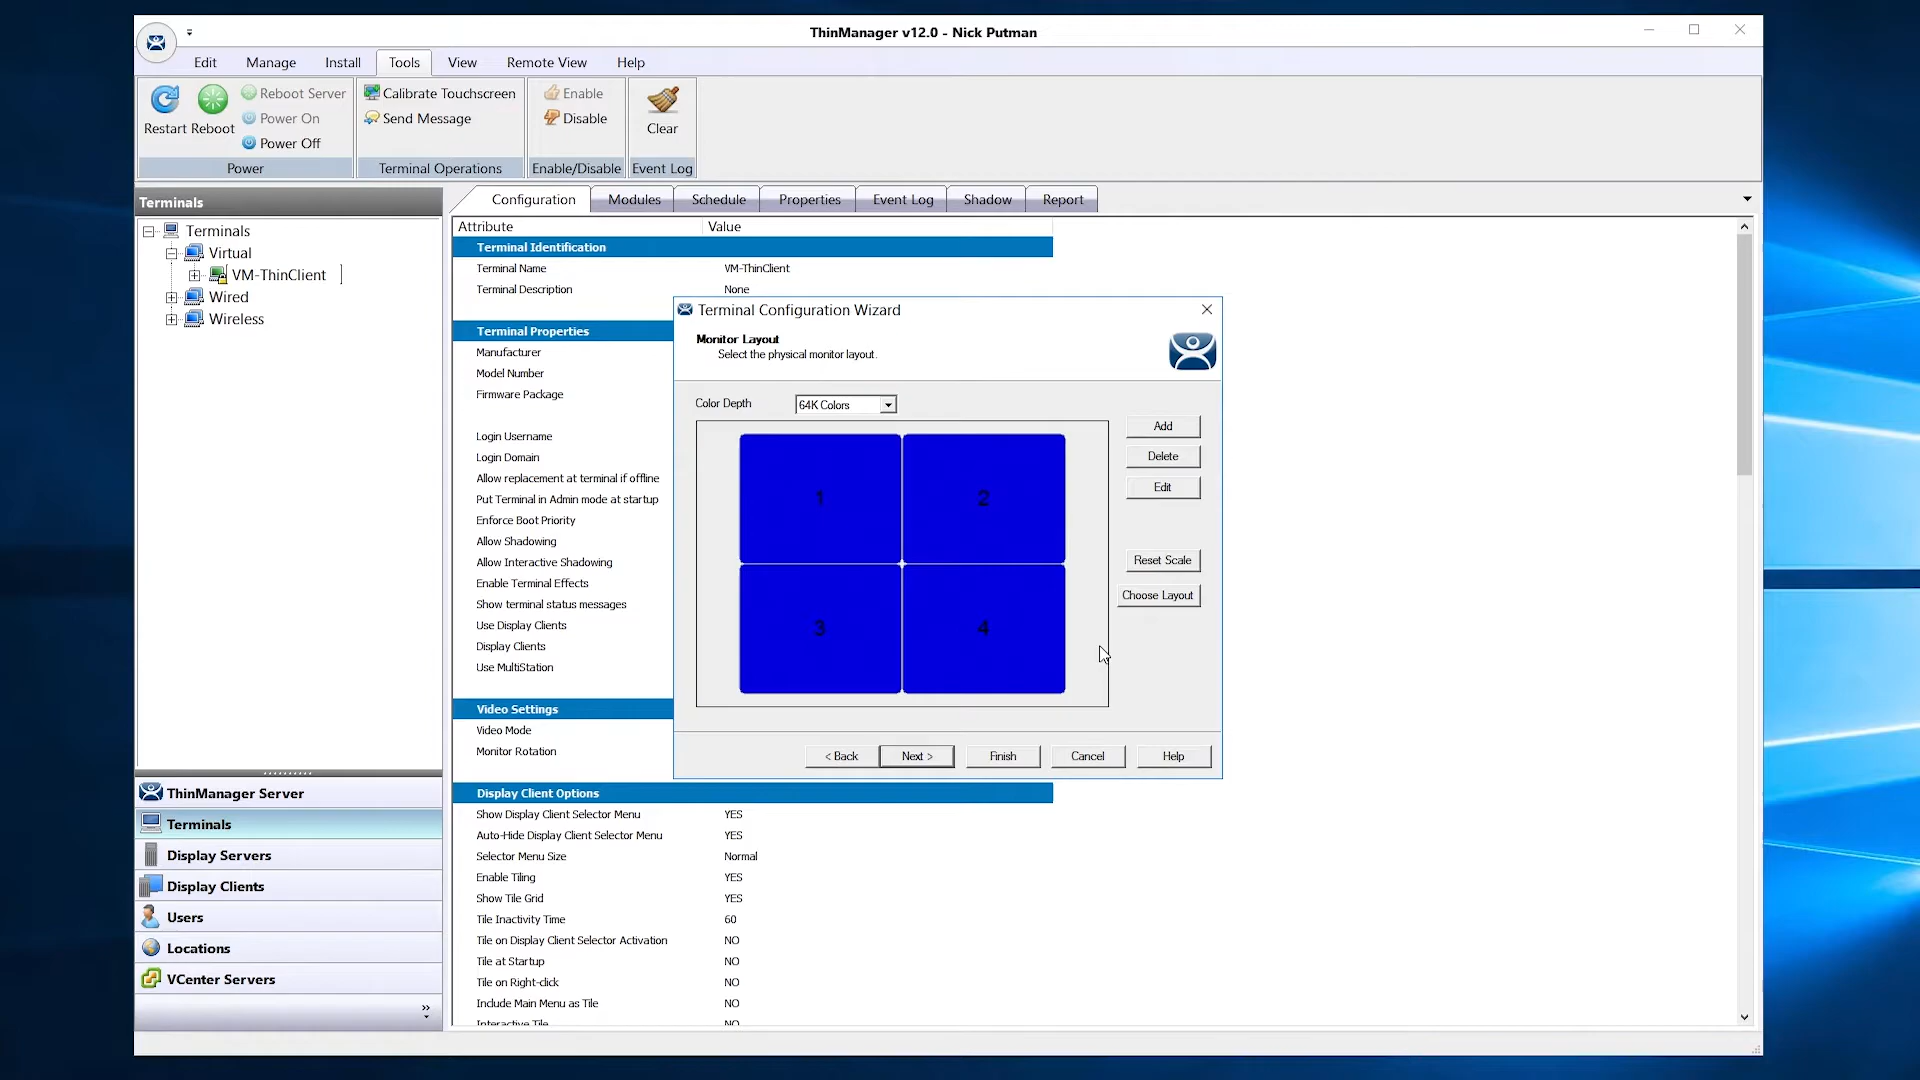 ThinManager v12.0 - Nick Putman
Edit Manage Install Tools View Remote View Help
Restart Reboot Reboot Server
Power On
Power Off
Power
Calibrate Touchscreen
Send Message
Terminal Operations
Enable
Disable
Enable/Disable
Clear
Event Log
Terminals
Terminals
Virtual
VM-ThinClient
Wired
Wireless
ThinManager Server
Terminals
Display Servers
Display Clients
Users
Locations
VCenter Servers
Configuration Modules Schedule Properties Event Log Shadow Report
Attribute Value
Terminal Identification
Terminal Name VM-ThinClient
Terminal Description None
Terminal Properties
Manufacturer
Model Number
Firmware Package
Login Username
Login Domain
Allow replacement at terminal if offline
Put Terminal in Admin mode at startup
Enforce Boot Priority
Allow Shadowing
Allow Interactive Shadowing
Enable Terminal Effects
Show terminal status messages
Use Display Clients
Display Clients
Use MultiStation
Video Settings
Video Mode
Monitor Rotation
Display Client Options
Show Display Client Selector Menu YES
Auto-Hide Display Client Selector Menu YES
Selector Menu Size Normal
Enable Tiling YES
Show Tile Grid YES
Tile Inactivity Time 60
Tile on Display Client Selector Activation NO
Tile at Startup NO
Tile on Right-click NO
Include Main Menu as Tile NO
Interactive Tile NO
Terminal Configuration Wizard
Monitor Layout
Select the physical monitor layout.
Color Depth 64K Colors
1 2
3 4
Add
Delete
Edit
Reset Scale
Choose Layout
< Back Next > Finish Cancel Help